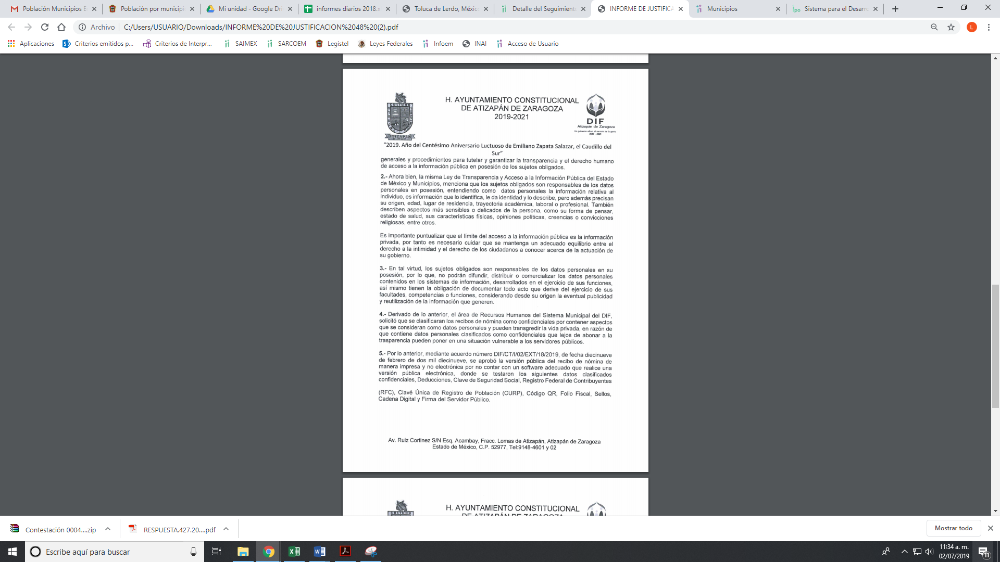 Población Municipios E
Población por municipi
Mi unidad - Google Dri
informes diarios 2018.x
Toluca de Lerdo, México
Detalle del Seguimiento
INFORME DE JUSTIFICA
Municipios
Sistema para el Desarro
Archivo
C:/Users/USUARIO/Downloads/INFORME%20DE%20JUSTIFICACION%2048%20(2).pdf
L
Aplicaciones
Criterios emitidos p...
Criterios de Interpr...
SAIMEX
SARCOEM
Legistel
Leyes Federales
Infoem
INAI
Acceso de Usuario
H. AYUNTAMIENTO CONSTITUCIONAL
DE ATIZAPÁN DE ZARAGOZA
2019-2021
CULTURA
ATIZAPÁN
DIF
Atizapán de Zaragoza
Un gobierno eficaz al servicio de la gente
2019 - 2021
“2019. Año del Centésimo Aniversario Luctuoso de Emiliano Zapata Salazar, el Caudillo del
Sur”
generales y procedimientos para tutelar y garantizar la transparencia y el derecho humano
de acceso a la información pública en posesión de los sujetos obligados.
2.- Ahora bien, la misma Ley de Transparencia y Acceso a la Información Pública del Estado
de México y Municipios, menciona que los sujetos obligados son responsables de los datos
personales en posesión, entendiendo como datos personales la información relativa al
individuo, es información que lo identifica, le da identidad y lo describe, pero además precisan
su origen, edad, lugar de residencia, trayectoria académica, laboral o profesional. También
describen aspectos más sensibles o delicados de la persona, como su forma de pensar,
estado de salud, sus características físicas, opiniones políticas, creencias o convicciones
religiosas, entre otros.
Es importante puntualizar que el límite del acceso a la información pública es la información
privada, por tanto es necesario cuidar que se mantenga un adecuado equilibrio entre el
derecho a la intimidad y el derecho de los ciudadanos a conocer acerca de la actuación de
su gobierno.
3.- En tal virtud, los sujetos obligados son responsables de los datos personales en su
posesión, por lo que, no podrán difundir, distribuir o comercializar los datos personales
contenidos en los sistemas de información, desarrollados en el ejercicio de sus funciones,
así mismo tienen la obligación de documentar todo acto que derive del ejercicio de sus
facultades, competencias o funciones, considerando desde su origen la eventual publicidad
y reutilización de la información que generen.
4.- Derivado de lo anterior, el área de Recursos Humanos del Sistema Municipal del DIF,
solicitó que se clasificaran los recibos de nómina como confidenciales por contener aspectos
que se consideran como datos personales y pueden transgredir la vida privada, en razón de
que contiene datos personales clasificados como confidenciales que lejos de abonar a la
trasparencia pueden poner en una situación vulnerable a los servidores públicos.
5.- Por lo anterior, mediante acuerdo número DIF/CT/I/02/EXT/18/2019, de fecha diecinueve
de febrero de dos mil diecinueve, se aprobó la versión pública del recibo de nómina de
manera impresa y no electrónica por no contar con un software adecuado que realice una
versión pública electrónica, donde se testaron los siguientes datos clasificados
confidenciales, Deducciones, Clave de Seguridad Social, Registro Federal de Contribuyentes
(RFC), Clavé Única de Registro de Población (CURP), Código QR, Folio Fiscal, Sellos,
Cadena Digital y Firma del Servidor Público.
Av. Ruiz Cortinez S/N Esq. Acambay, Fracc. Lomas de Atizapán, Atizapán de Zaragoza
Estado de México, C.P. 52977, Tel:9148-4601 y 02
H. AYUNTAMIENTO CONSTITUCIONAL
DE ATIZAPÁN DE ZARAGOZA
CULTURA
Contestación 0004....zip
RESPUESTA.427.20....pdf
Mostrar todo
Escribe aquí para buscar
11:34 a. m.
02/07/2019
11